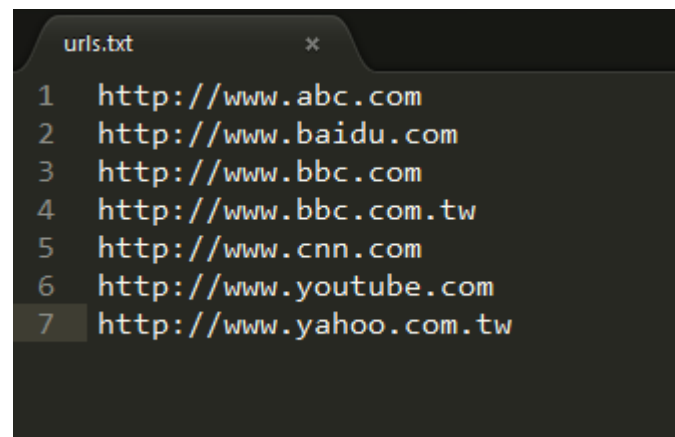 urls.txt ×
1 http://www.abc.com
2 http://www.baidu.com
3 http://www.bbc.com
4 http://www.bbc.com.tw
5 http://www.cnn.com
6 http://www.youtube.com
7 http://www.yahoo.com.tw